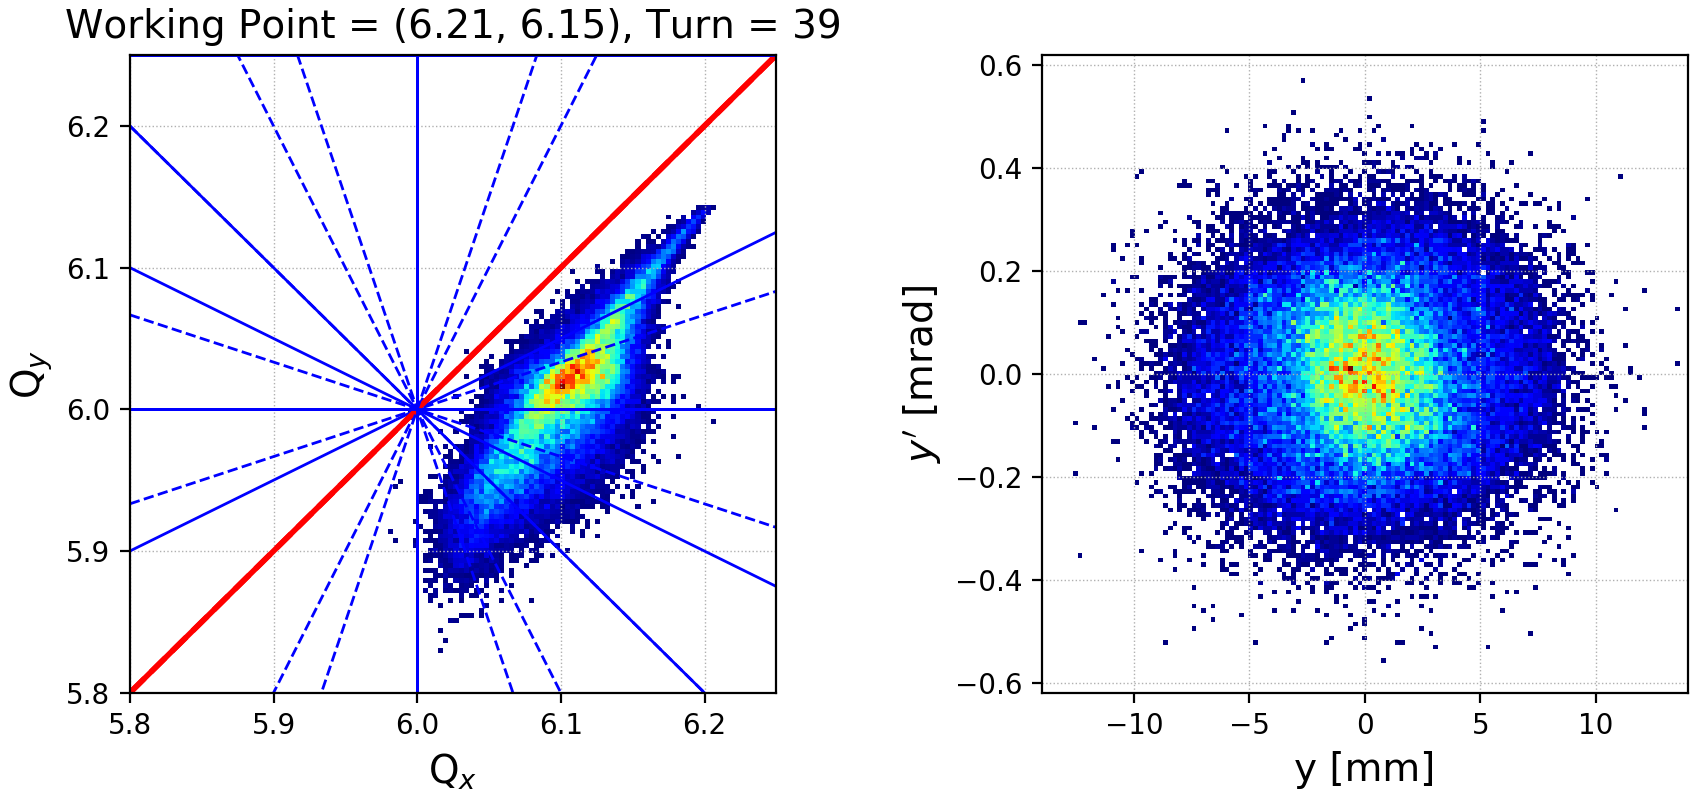 Working Point = (6.21, 6.15), Turn = 39
6.2
6.1
6.0
5.9
5.8
Q_y
5.8 5.9 6.0 6.1 6.2
Q_x
0.6
0.4
0.2
0.0
−0.2
−0.4
−0.6
y′ [mrad]
−10 −5 0 5 10
y [mm]